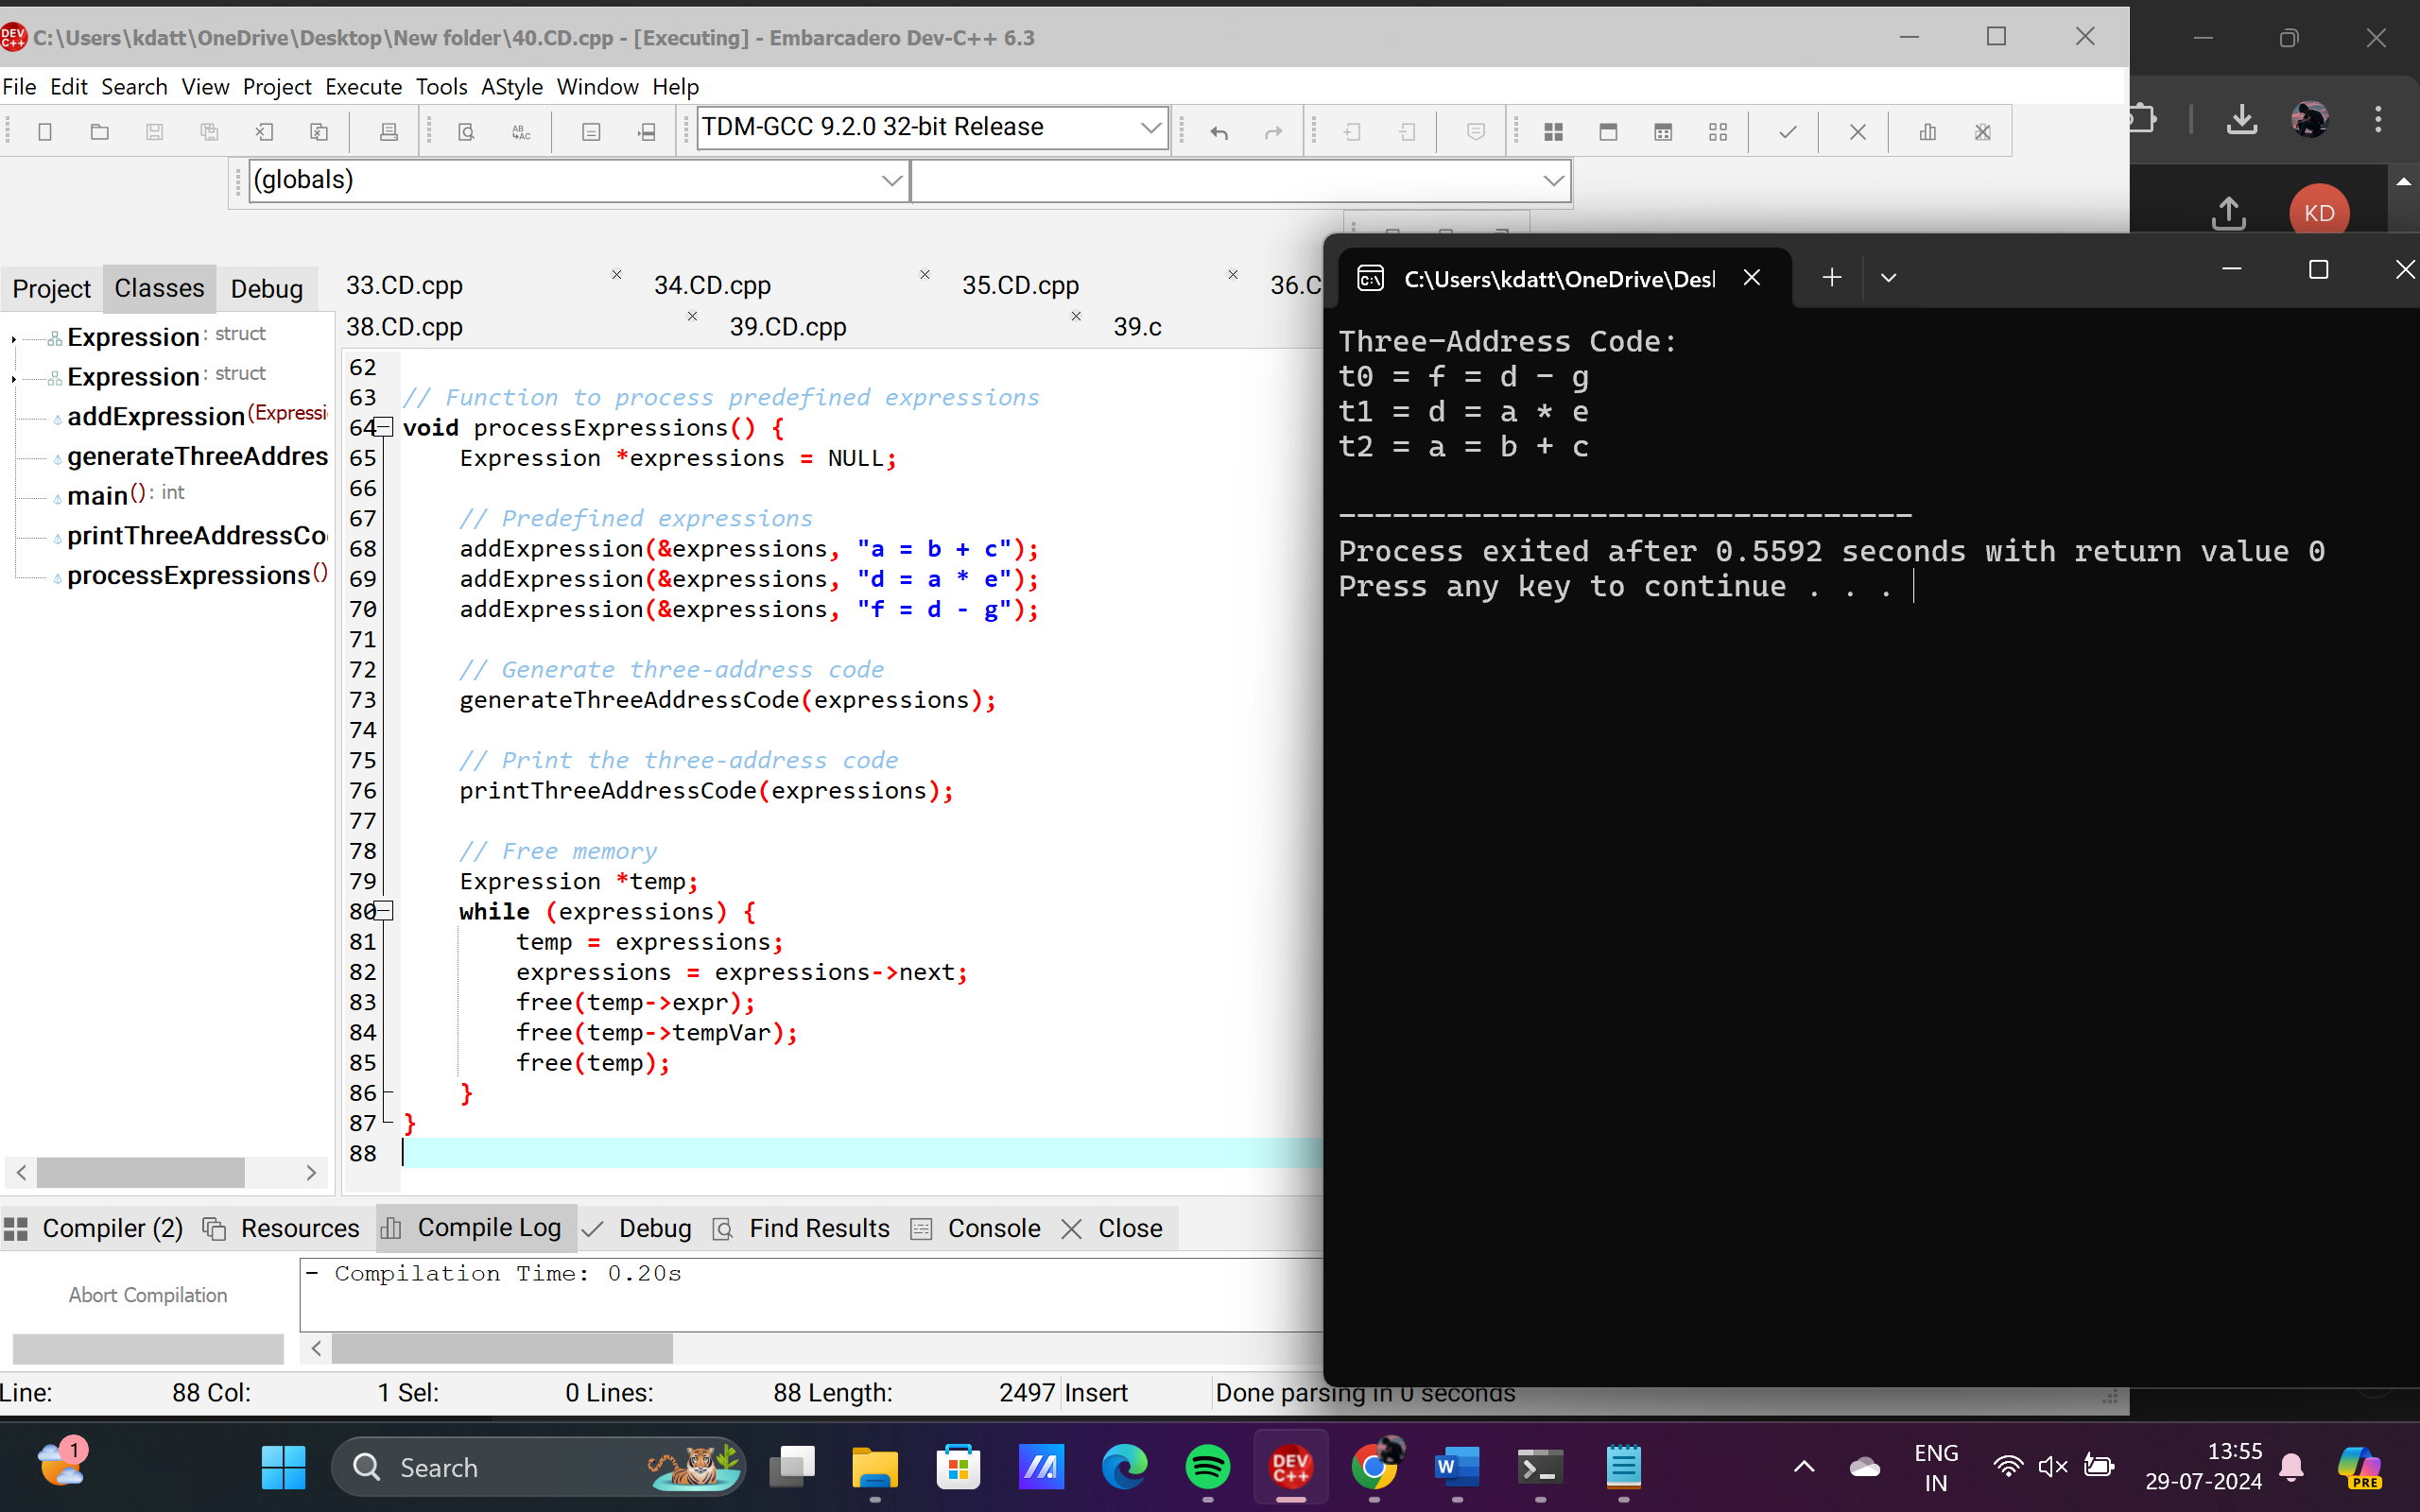 C:\Users\kdatt\OneDrive\Desktop\New folder\40.CD.cpp - [Executing] - Embarcadero Dev-C++ 6.3
File Edit Search View Project Execute Tools AStyle Window Help
TDM-GCC 9.2.0 32-bit Release
(globals)
KD
Project Classes Debug
33.CD.cpp 34.CD.cpp 35.CD.cpp 36.C
38.CD.cpp 39.CD.cpp 39.c
Expression : struct
Expression : struct
addExpression (Expressi
generateThreeAddres
main () : int
printThreeAddressCo
processExpressions ()
62
63 // Function to process predefined expressions
64 void processExpressions() {
65 Expression *expressions = NULL;
66
67 // Predefined expressions
68 addExpression(&expressions, "a = b + c");
69 addExpression(&expressions, "d = a * e");
70 addExpression(&expressions, "f = d - g");
71
72 // Generate three-address code
73 generateThreeAddressCode(expressions);
74
75 // Print the three-address code
76 printThreeAddressCode(expressions);
77
78 // Free memory
79 Expression *temp;
80 while (expressions) {
81 temp = expressions;
82 expressions = expressions->next;
83 free(temp->expr);
84 free(temp->tempVar);
85 free(temp);
86 }
87 }
88
C:\Users\kdatt\OneDrive\Desl
Three-Address Code:
t0 = f = d - g
t1 = d = a * e
t2 = a = b + c
--------------------------------
Process exited after 0.5592 seconds with return value 0
Press any key to continue . . .
Compiler (2) Resources Compile Log Debug Find Results Console Close
Abort Compilation
- Compilation Time: 0.20s
Line: 88 Col: 1 Sel: 0 Lines: 88 Length: 2497 Insert Done parsing in 0 seconds
1
Search
DEV C++
W
ENG
IN
13:55
29-07-2024
PRE